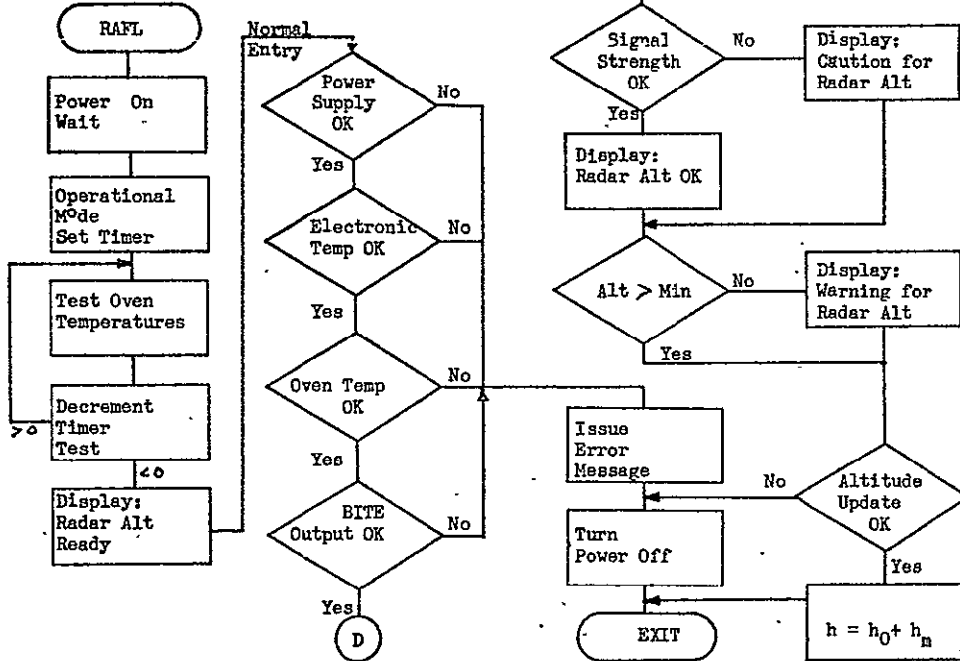 RAFL
Power On
Wait
Operational
Mode
Set Timer
Test Oven
Temperatures
Decrement
Timer
Test
>0
<0
Display:
Radar Alt
Ready
Normal
Entry
Power
Supply
OK
No
Yes
Electronic
Temp OK
No
Yes
Oven Temp
OK
No
Yes
BITE
Output OK
No
Yes
D
Signal
Strength
OK
No
Display:
Caution for
Radar Alt
Yes
Display:
Radar Alt OK
Alt > Min
No
Display:
Warning for
Radar Alt
Yes
Issue
Error
Message
Altitude
Update
OK
No
Turn
Power Off
Yes
h = h0+ hm
EXIT